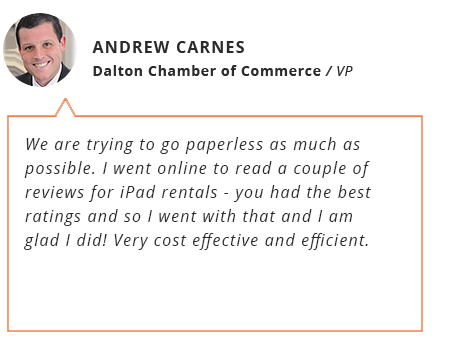 ANDREW CARNES
Dalton Chamber of Commerce / VP
We are trying to go paperless as much as
possible. I went online to read a couple of
reviews for iPad rentals - you had the best
ratings and so I went with that and I am
glad I did! Very cost effective and efficient.